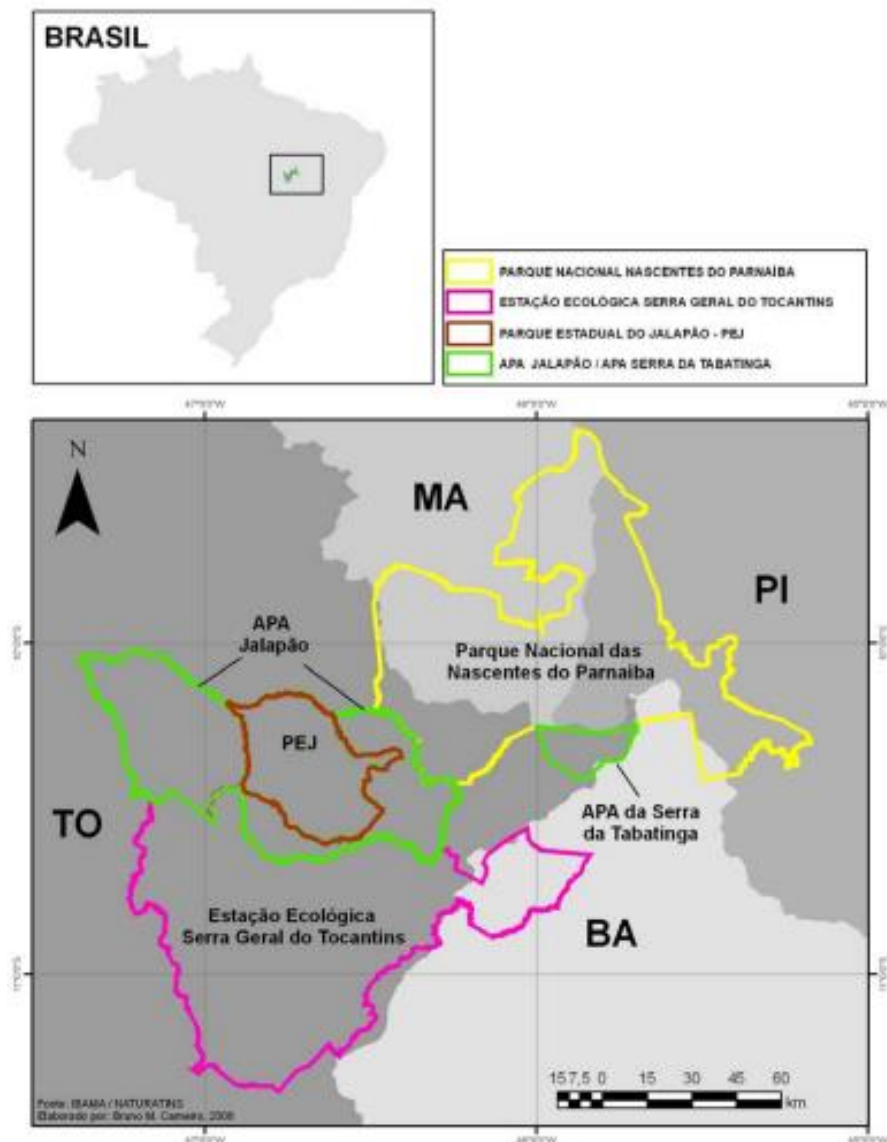 BRASIL
PARQUE NACIONAL NASCENTES DO PARNAÍBA
ESTAÇÃO ECOLÓGICA SERRA GERAL DO TOCANTINS
PARQUE ESTADUAL DO JALAPÃO - PEJ
APA JALAPÃO / APA SERRA DA TABATINGA
N
MA
PI
APA
Jalapão
Parque Nacional das
Nascentes do Parnaiba
PEJ
TO
APA da Serra
da Tabatinga
Estação Ecológica
Serra Geral do Tocantins
BA
15 7,5 0 15 30 45 60
km
Fonte: IBAMA / NATURATINS
Elaborado por: Bruno M. Carneiro, 2008